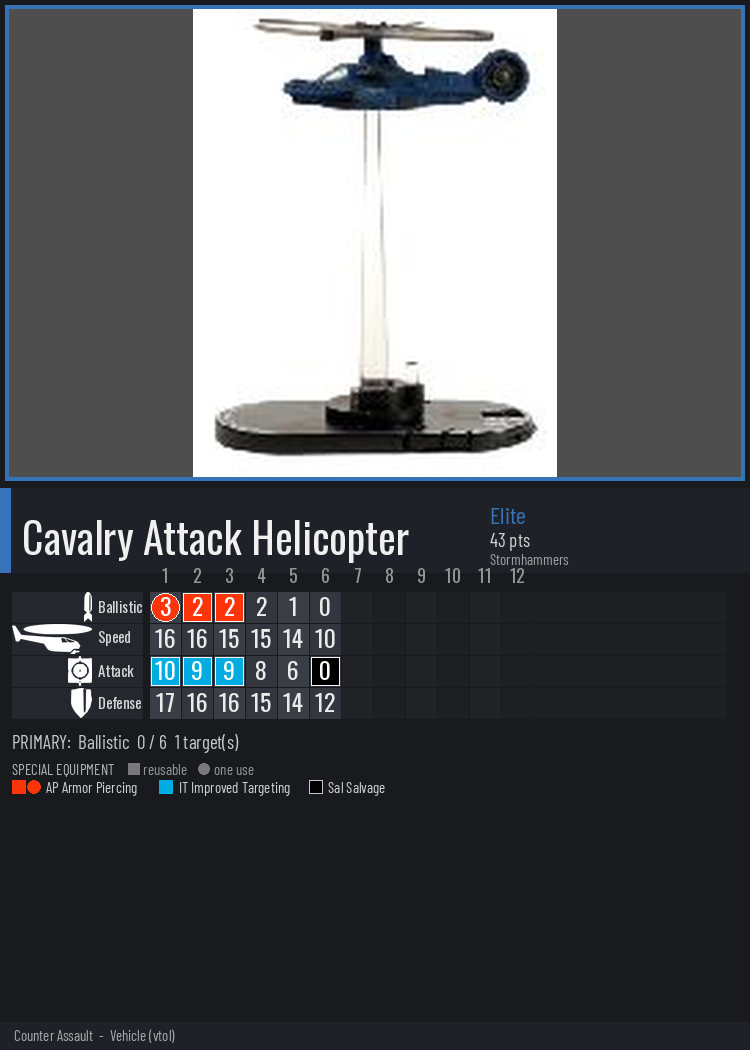 Cavalry Attack Helicopter
Elite
43 pts
Stormhammers
1 2 3 4 5 6 7 8 9 10 11 12
Ballistic 3 2 2 2 1 0
Speed 16 16 15 15 14 10
Attack 10 9 9 8 6 0
Defense 17 16 16 15 14 12
PRIMARY: Ballistic 0 / 6 1 target(s)
SPECIAL EQUIPMENT reusable one use
AP Armor Piercing IT Improved Targeting Sal Salvage
Counter Assault - Vehicle (vtol)